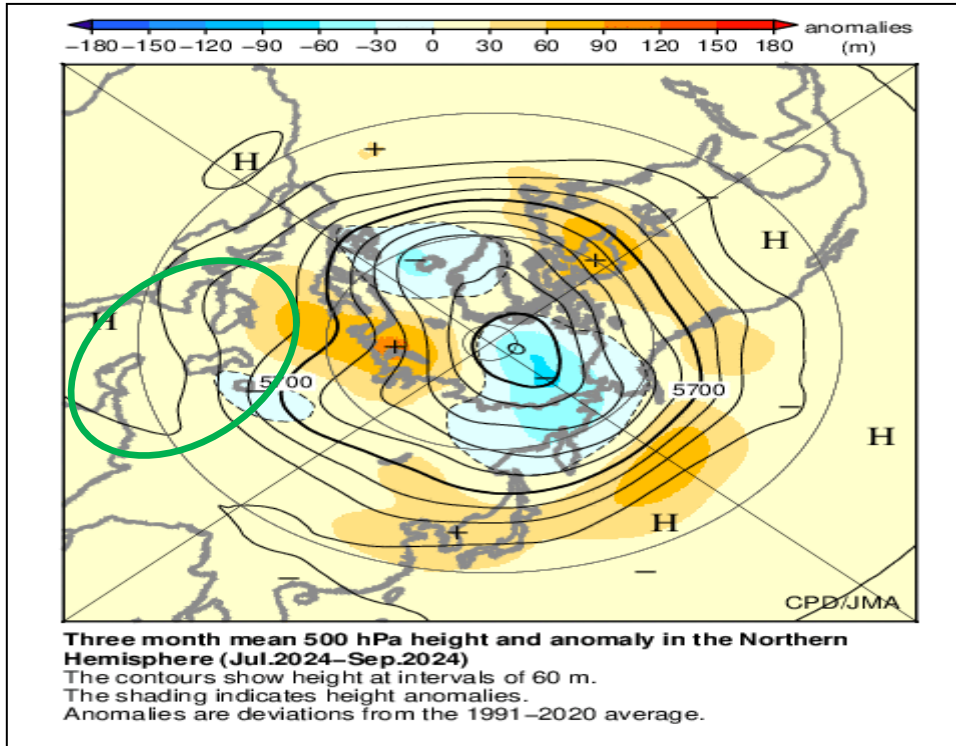 −180 −150 −120 −90 −60 −30 0 30 60 90 120 150 180
anomalies
(m)
H
+
−
H
−
+
H
+
5700
−
5700
−
−
H
H
+
−
−
CPD/JMA
Three month mean 500 hPa height and anomaly in the Northern
Hemisphere (Jul.2024−Sep.2024)
The contours show height at intervals of 60 m.
The shading indicates height anomalies.
Anomalies are deviations from the 1991−2020 average.